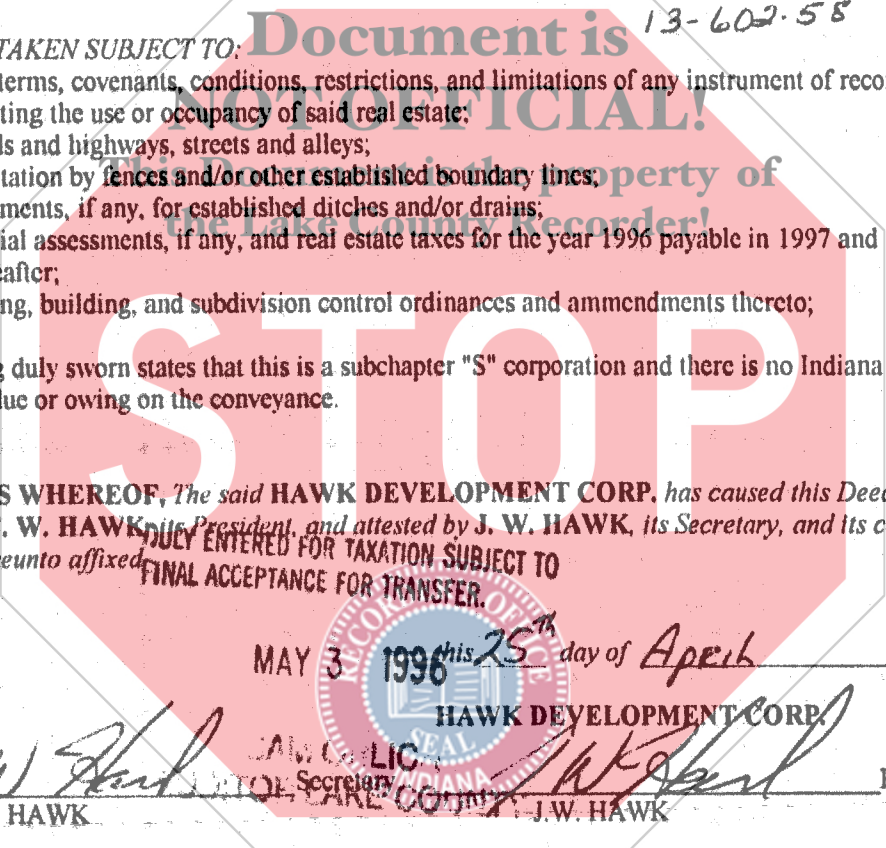 13-602-58
TAKEN SUBJECT TO:
Document is
terms, covenants, conditions, restrictions, and limitations of any instrument of reco
NOT OFFICIAL!
ting the use or occupancy of said real estate;
ls and highways, streets and alleys;
This Document is the property of
tation by fences and/or other established boundary lines;
ments, if any, for established ditches and/or drains;
the Lake County Recorder!
ial assessments, if any, and real estate taxes for the year 1996 payable in 1997 and
eafter;
ng, building, and subdivision control ordinances and ammendments thereto;
STOP
g duly sworn states that this is a subchapter "S" corporation and there is no Indiana
lue or owing on the conveyance.
S WHEREOF, The said HAWK DEVELOPMENT CORP. has caused this Deed
. W. HAWK, its President, and attested by J. W. HAWK, its Secretary, and its c
eunto affixed
DULY ENTERED FOR TAXATION SUBJECT TO
FINAL ACCEPTANCE FOR TRANSFER.
MAY 3 1996
this 25th day of April
RECORDER OF DEEDS OFFICE
HAWK DEVELOPMENT CORP.
SEAL
INDIANA
Secretary
LAKE COUNTY
HAWK
J.W. HAWK